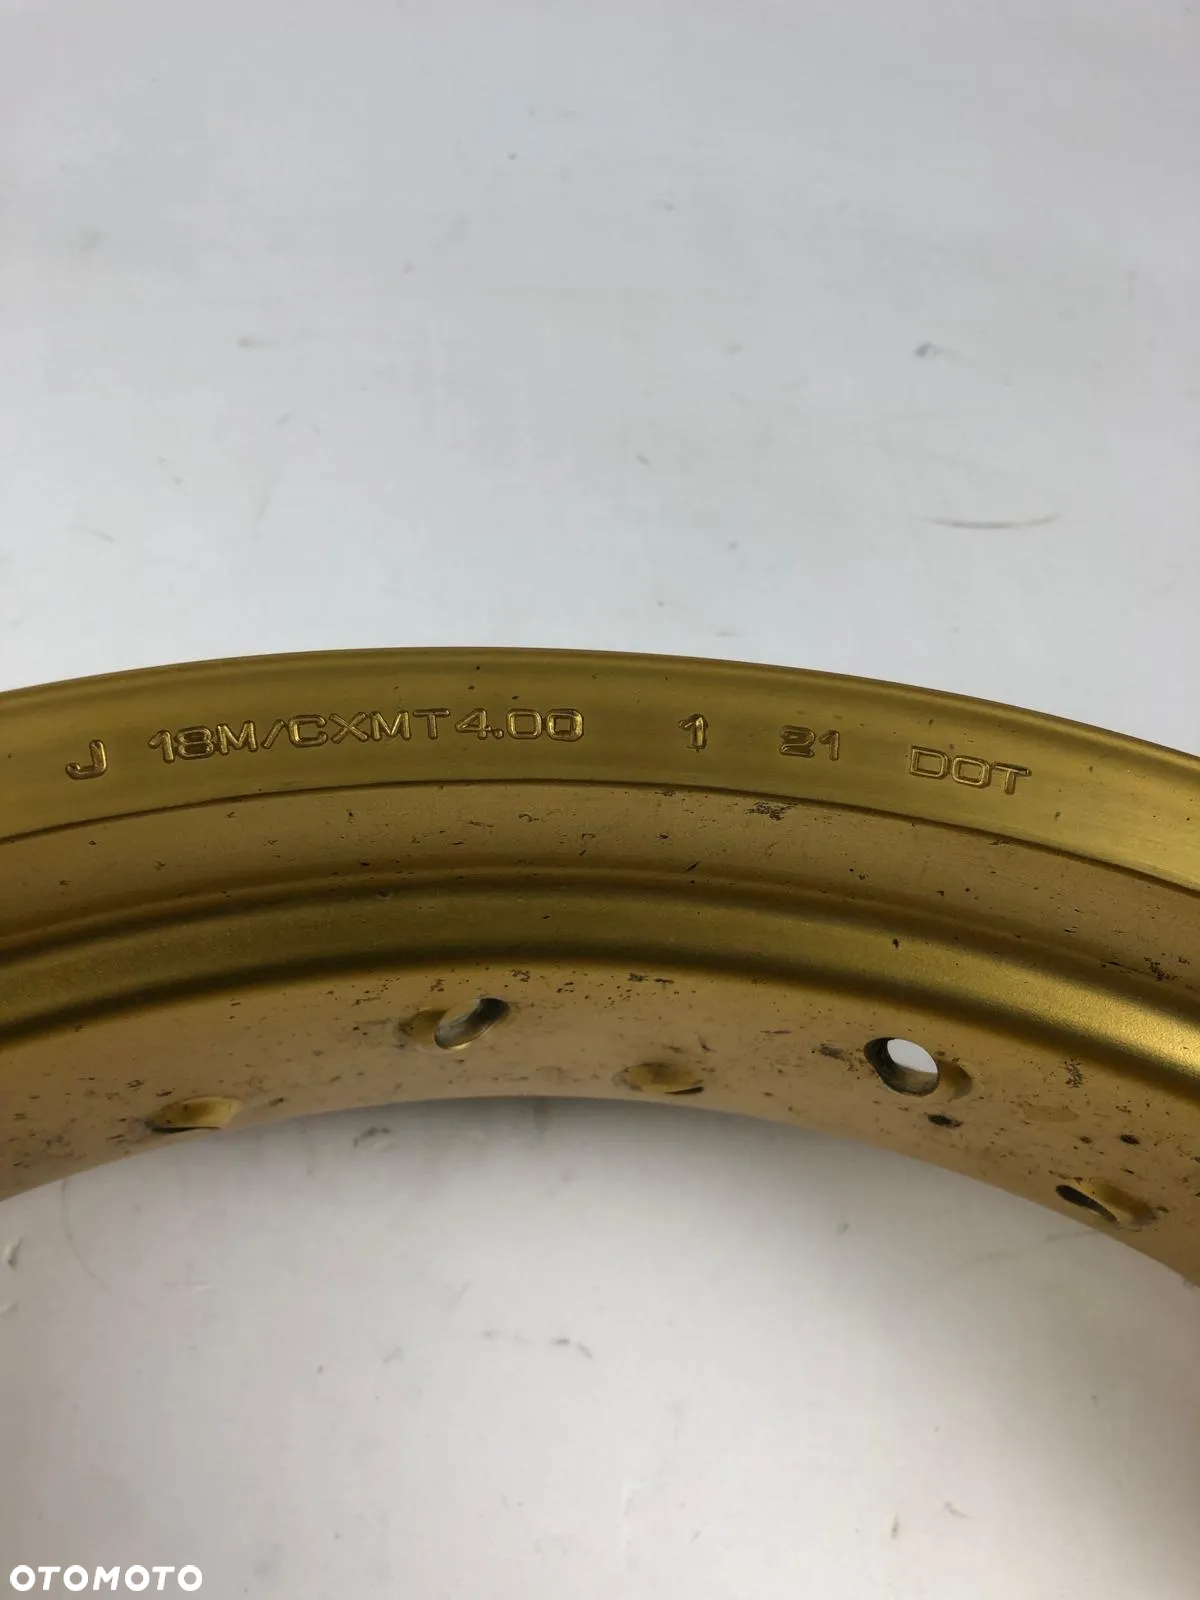 J 18M/CXMT4.00 1 21 DOT
OTOMOTO